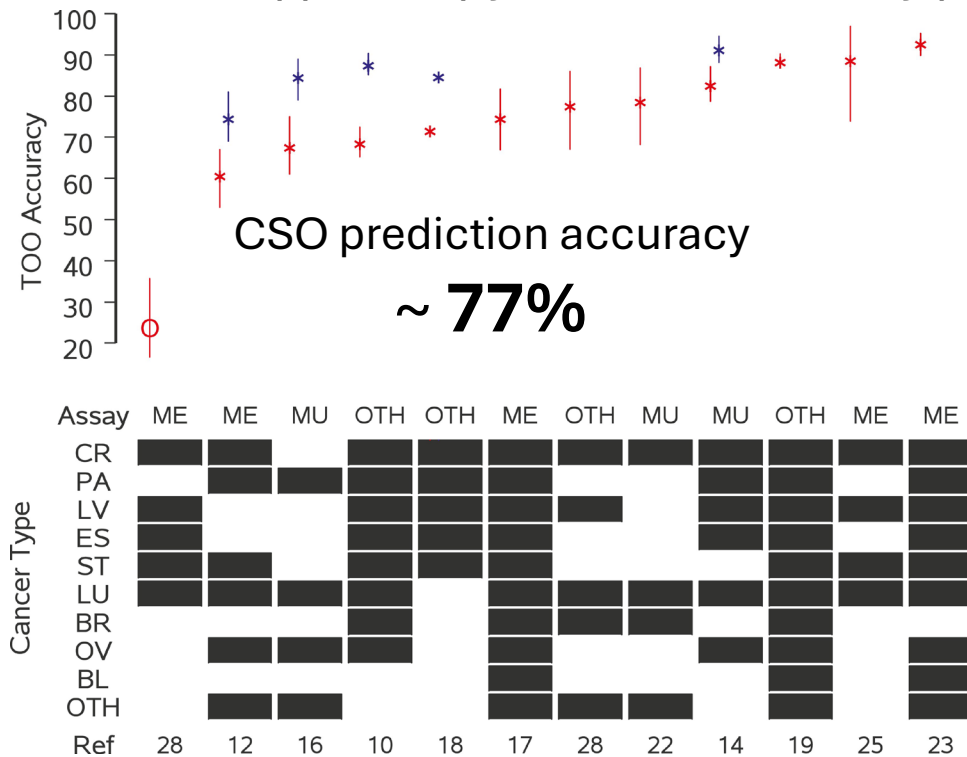 100
90
80
70
60
50
40
30
20
TOO Accuracy
CSO prediction accuracy
~ 77%
Assay ME ME MU OTH OTH ME OTH MU MU OTH ME ME
Cancer Type
CR
PA
LV
ES
ST
LU
BR
OV
BL
OTH
Ref 28 12 16 10 18 17 28 22 14 19 25 23